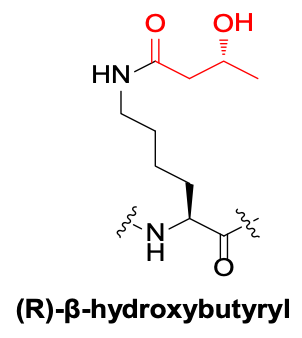 O OH
HN
N
H
O
(R)-β-hydroxybutyryl